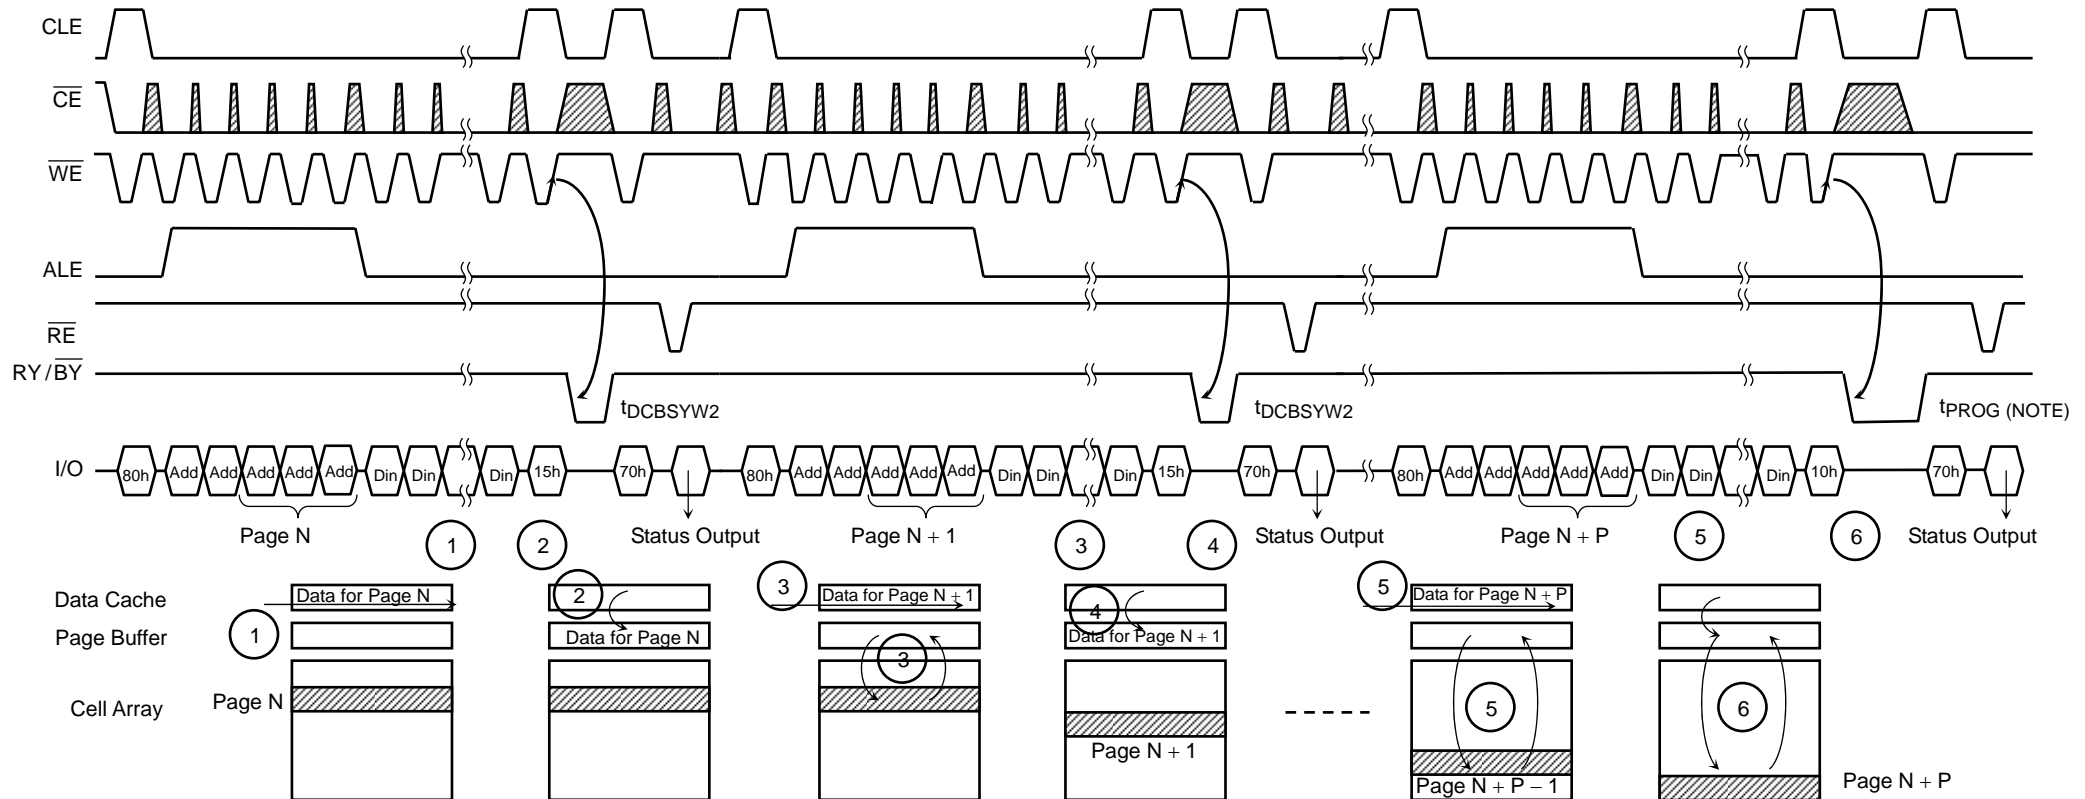 CLE
CE
WE
ALE
RE
RY/BY
tDCBSYW2
tDCBSYW2
tPROG (NOTE)
I/O
80h Add Add Add Add Add Din Din Din 15h 70h 80h Add Add Add Add Add Din Din Din 15h 70h 80h Add Add Add Add Add Din Din Din 10h 70h
Page N
1
2
Status Output
Page N + 1
3
4
Status Output
Page N + P
5
6
Status Output
Data Cache
Data for Page N
2
3
Data for Page N + 1
4
5
Data for Page N + P
Page Buffer
1
Data for Page N
3
Data for Page N + 1
Cell Array
Page N
Page N + 1
5
Page N + P − 1
6
Page N + P